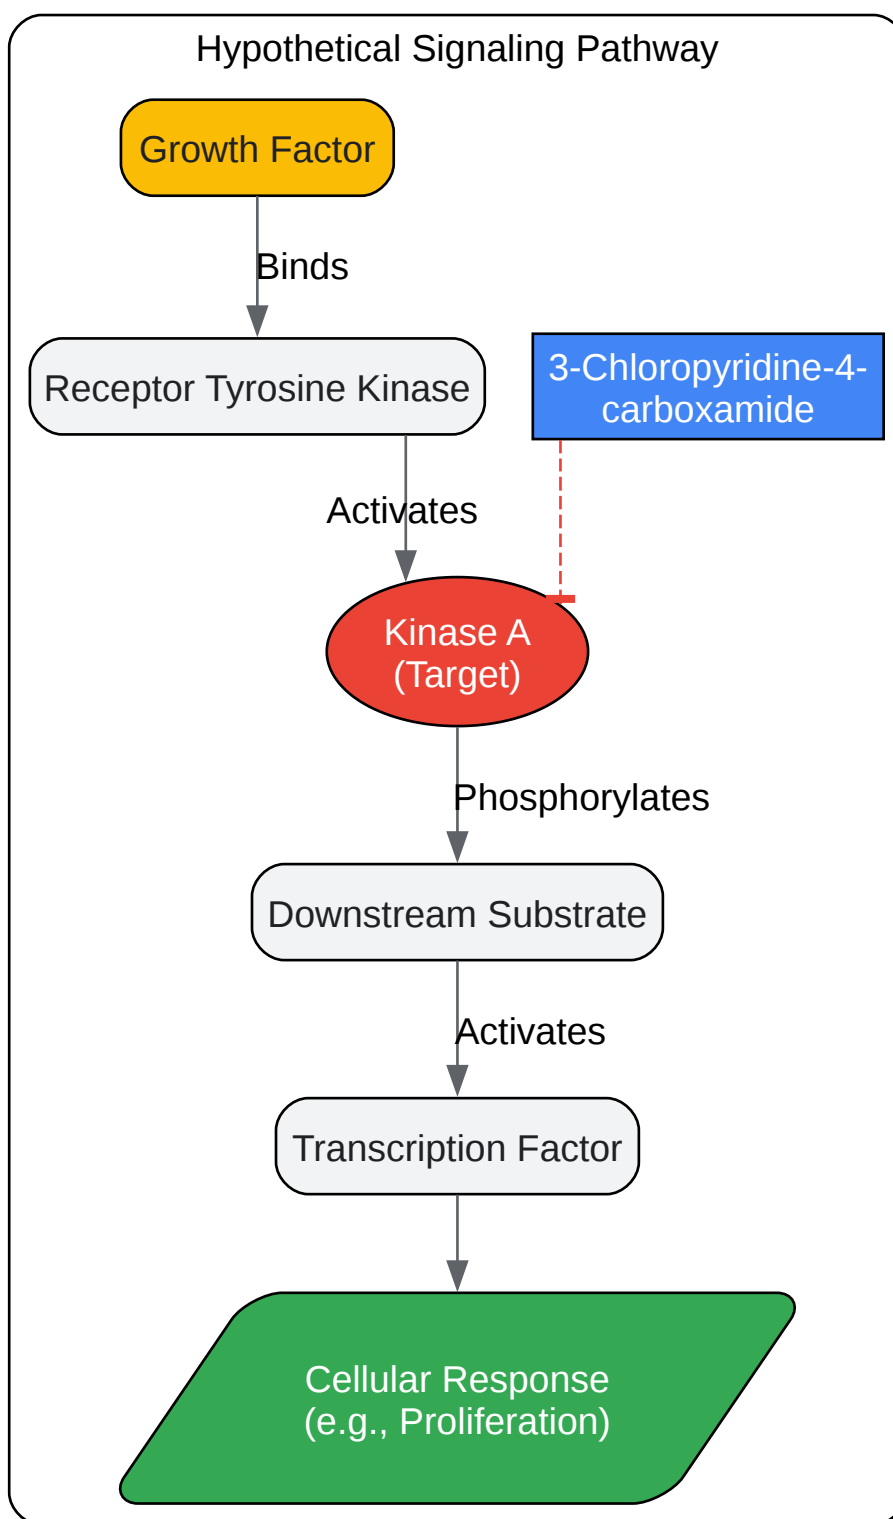 Hypothetical Signaling Pathway
Growth Factor
Binds
Receptor Tyrosine Kinase
3-Chloropyridine-4-
carboxamide
Activates
Kinase A
(Target)
Phosphorylates
Downstream Substrate
Activates
Transcription Factor
Cellular Response
(e.g., Proliferation)